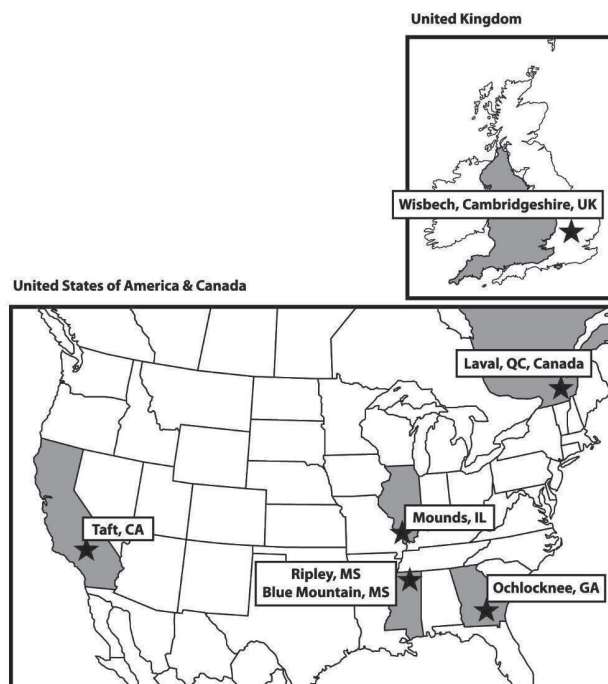 United Kingdom
Wisbech, Cambridgeshire, UK
United States of America & Canada
Laval, QC, Canada
Mounds, IL
Taft, CA
Ripley, MS
Blue Mountain, MS
Ochlocknee, GA